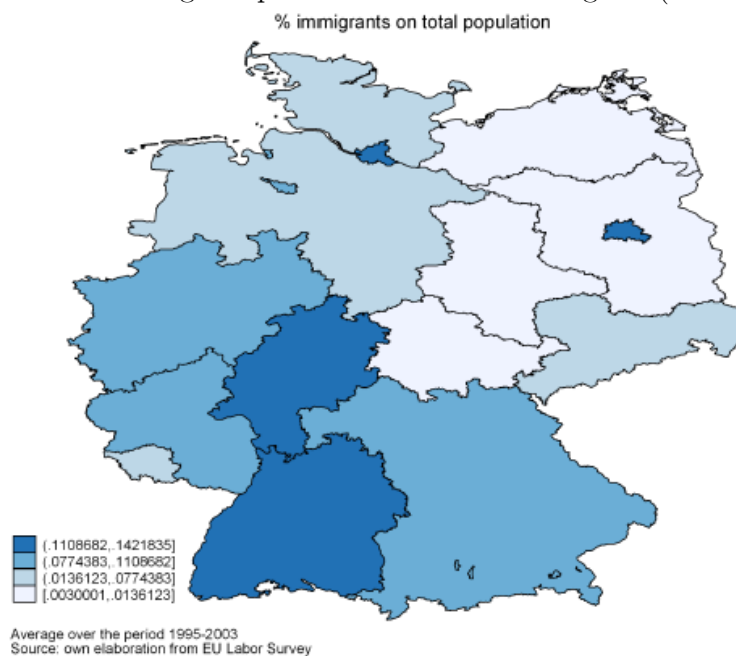 % immigrants on total population
(.1108682,.1421835]
(.0774383,.1108682]
(.0136123,.0774383]
[.0030001,.0136123]
Average over the period 1995-2003
Source: own elaboration from EU Labor Survey